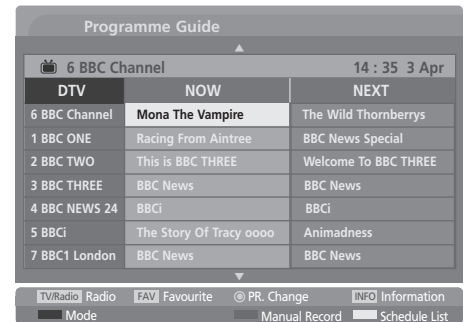 Programme Guide
6 BBC Channel 14 : 35 3 Apr
DTV NOW NEXT
6 BBC Channel Mona The Vampire The Wild Thornberrys
1 BBC ONE Racing From Aintree BBC News Special
2 BBC TWO This is BBC THREE Welcome To BBC THREE
3 BBC THREE BBC News BBC News
4 BBC NEWS 24 BBCi BBCi
5 BBCi The Story Of Tracy oooo Animadness
7 BBC1 London BBC News BBC News
TV/Radio Radio FAV Favourite PR. Change INFO Information
Mode Manual Record Schedule List